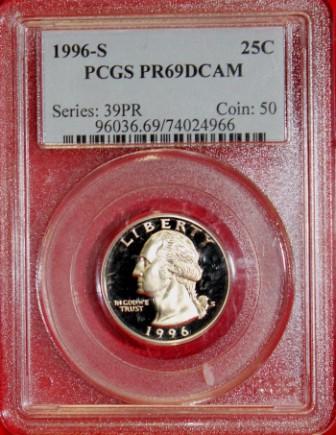 1996-S 25C
PCGS PR69DCAM
Series: 39PR Coin: 50
96036.69/74024966
LIBERTY
IN GOD WE
TRUST
S
1996